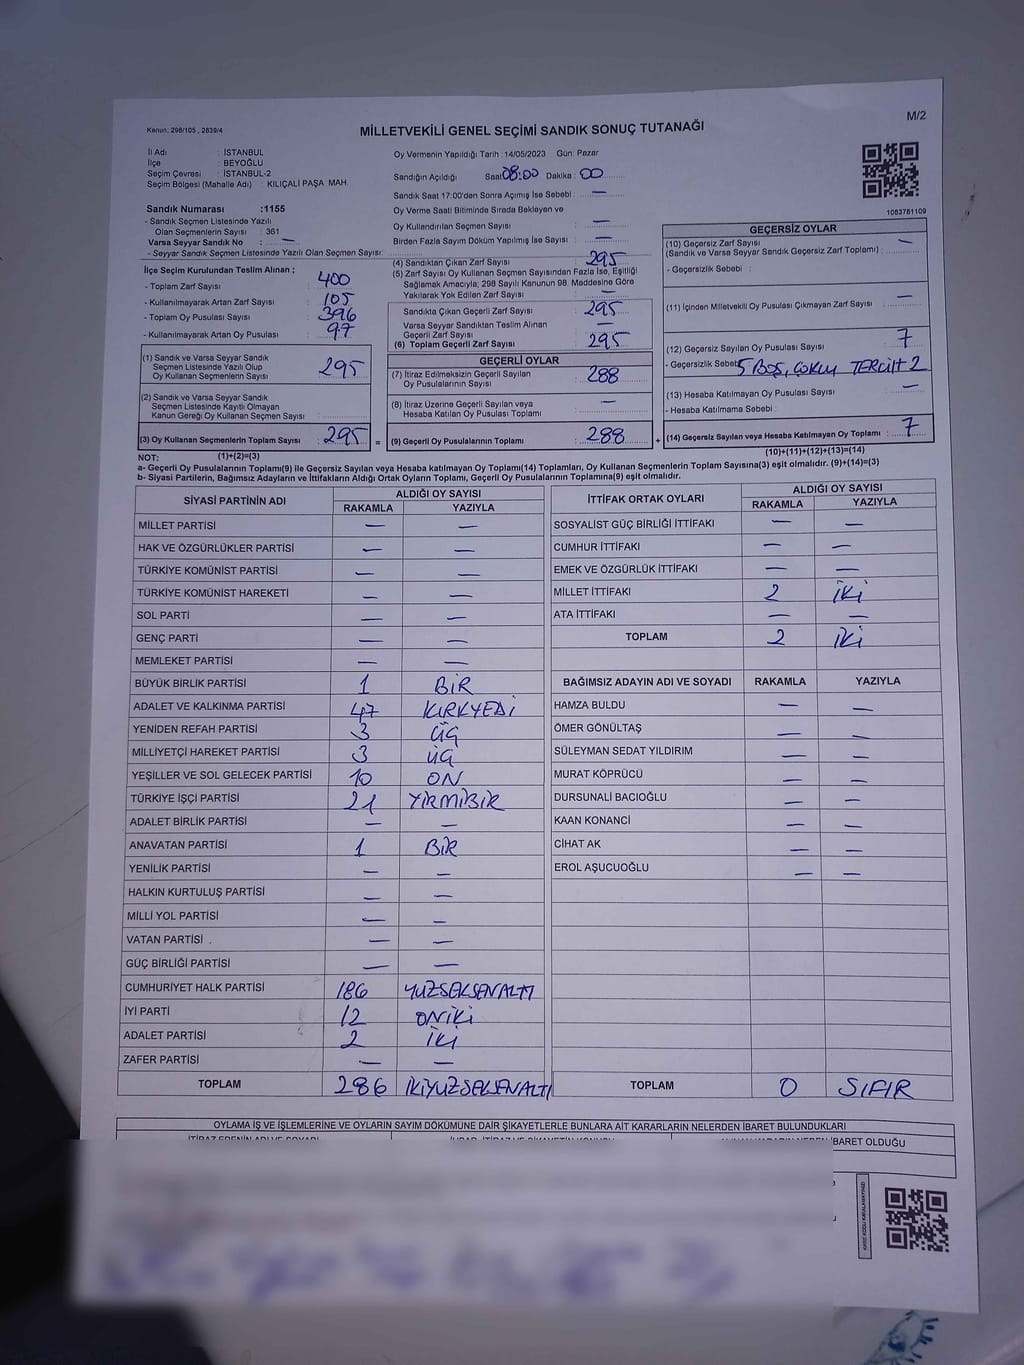 Kanun: 298/105 , 2839/4
MİLLETVEKİLİ GENEL SEÇİMİ SANDIK SONUÇ TUTANAĞI
M/2
İl Adı : İSTANBUL
İlçe : BEYOĞLU
Seçim Çevresi : İSTANBUL-2
Seçim Bölgesi (Mahalle Adı) : KILIÇALİ PAŞA MAH.
Sandık Numarası :1155
- Sandık Seçmen Listesinde Yazılı
Olan Seçmenlerin Sayısı : 361
Varsa Seyyar Sandık No : —
- Seyyar Sandık Seçmen Listesinde Yazılı Olan Seçmen Sayısı:
Oy Vermenin Yapıldığı Tarih :14/05/2023 Gün: Pazar
Sandığın Açıldığı Saat: 08:00 Dakika : 00
Sandık Saat 17:00'den Sonra Açımış İse Sebebi : —
Oy Verme Saati Bitiminde Sırada Bekleyen ve
Oy Kullandırılan Seçmen Sayısı —
Birden Fazla Sayım Döküm Yapılmış İse Sayısı —
1083781109
İlçe Seçim Kurulundan Teslim Alınan ;
- Toplam Zarf Sayısı : 400
- Kullanılmayarak Artan Zarf Sayısı : 105
- Toplam Oy Pusulası Sayısı : 396
- Kullanılmayarak Artan Oy Pusulası : 97
(4) Sandıktan Çıkan Zarf Sayısı : 295
(5) Zarf Sayısı Oy Kullanan Seçmen Sayısından Fazla İse, Eşitliği
Sağlamak Amacıyla; 298 Sayılı Kanunun 98. Maddesine Göre
Yakılarak Yok Edilen Zarf Sayısı : —
Sandıkta Çıkan Geçerli Zarf Sayısı : 295
Varsa Seyyar Sandıktan Teslim Alınan
Geçerli Zarf Sayısı —
(6) Toplam Geçerli Zarf Sayısı : 295
GEÇERSİZ OYLAR
(10) Geçersiz Zarf Sayısı —
(Sandık ve Varsa Seyyar Sandık Geçersiz Zarf Toplamı) :
- Geçersizlik Sebebi :
(11) İçinden Milletvekili Oy Pusulası Çıkmayan Zarf Sayısı : —
(12) Geçersiz Sayılan Oy Pusulası Sayısı : 7
- Geçersizlik Sebebi 5 BOŞ, ÇOKLU TERCİH 2
(13) Hesaba Katılmayan Oy Pusulası Sayısı : —
- Hesaba Katılmama Sebebi :
(14) Geçersiz Sayılan veya Hesaba Katılmayan Oy Toplamı : 7
(10)+(11)+(12)+(13)=(14)
(1) Sandık ve Varsa Seyyar Sandık
Seçmen Listesinde Yazılı Olup
Oy Kullanan Seçmenlerin Sayısı : 295
(2) Sandık ve Varsa Seyyar Sandık
Seçmen Listesinde Kayıtlı Olmayan
Kanun Gereği Oy Kullanan Seçmen Sayısı :
(3) Oy Kullanan Seçmenlerin Toplam Sayısı : 295 =
(1)+(2)=(3)
GEÇERLİ OYLAR
(7) İtiraz Edilmeksizin Geçerli Sayılan
Oy Pusulalarının Sayısı : 288
(8) İtiraz Üzerine Geçerli Sayılan veya
Hesaba Katılan Oy Pusulası Toplamı : —
(9) Geçerli Oy Pusulalarının Toplamı : 288 +
NOT:
a- Geçerli Oy Pusulasının Toplamı(9) ile Geçersiz Sayılan veya Hesaba katılmayan Oy Toplamı(14) Toplamları, Oy Kullanan Seçmenlerin Toplam Sayısına(3) eşit olmalıdır. (9)+(14)=(3)
b- Siyasi Partilerin, Bağımsız Adayların ve İttifakların Aldığı Ortak Oyların Toplamı, Geçerli Oy Pusulalarının Toplamına(9) eşit olmalıdır.
SİYASİ PARTİNİN ADI ALDIĞI OY SAYISI
RAKAMLA YAZIYLA
MİLLET PARTİSİ — —
HAK VE ÖZGÜRLÜKLER PARTİSİ — —
TÜRKİYE KOMÜNİST PARTİSİ — —
TÜRKİYE KOMÜNİST HAREKETİ — —
SOL PARTİ — —
GENÇ PARTİ — —
MEMLEKET PARTİSİ — —
BÜYÜK BİRLİK PARTİSİ 1 BİR
ADALET VE KALKINMA PARTİSİ 47 KIRKYEDİ
YENİDEN REFAH PARTİSİ 3 ÜÇ
MİLLİYETÇİ HAREKET PARTİSİ 3 ÜÇ
YEŞİLLER VE SOL GELECEK PARTİSİ 10 ON
TÜRKİYE İŞÇİ PARTİSİ 21 YİRMİBİR
ADALET BİRLİK PARTİSİ — —
ANAVATAN PARTİSİ 1 BİR
YENİLİK PARTİSİ — —
HALKIN KURTULUŞ PARTİSİ — —
MİLLİ YOL PARTİSİ — —
VATAN PARTİSİ — —
GÜÇ BİRLİĞİ PARTİSİ — —
CUMHURİYET HALK PARTİSİ 186 YÜZSEKSENALTI
İYİ PARTİ 12 ONİKİ
ADALET PARTİSİ 2 İKİ
ZAFER PARTİSİ — —
TOPLAM 286 İKİYÜZSEKSENALTI
İTTİFAK ORTAK OYLARI ALDIĞI OY SAYISI
RAKAMLA YAZIYLA
SOSYALİST GÜÇ BİRLİĞİ İTTİFAKI — —
CUMHUR İTTİFAKI — —
EMEK VE ÖZGÜRLÜK İTTİFAKI — —
MİLLET İTTİFAKI 2 İKİ
ATA İTTİFAKI — —
TOPLAM 2 İKİ
BAĞIMSIZ ADAYIN ADI VE SOYADI RAKAMLA YAZIYLA
HAMZA BULDU — —
ÖMER GÖNÜLTAŞ — —
SÜLEYMAN SEDAT YILDIRIM — —
MURAT KÖPRÜCÜ — —
DURSUNALİ BACIOĞLU — —
KAAN KONANCİ — —
CİHAT AK — —
EROL AŞUCUOĞLU — —
TOPLAM 0 SIFIR
OYLAMA İŞ VE İŞLEMLERİNE VE OYLARIN SAYIM DÖKÜMÜNE DAİR ŞİKAYETLERLE BUNLARA AİT KARARLARIN NELERDEN İBARET BULUNDUKLARI
İBARET OLDUĞU